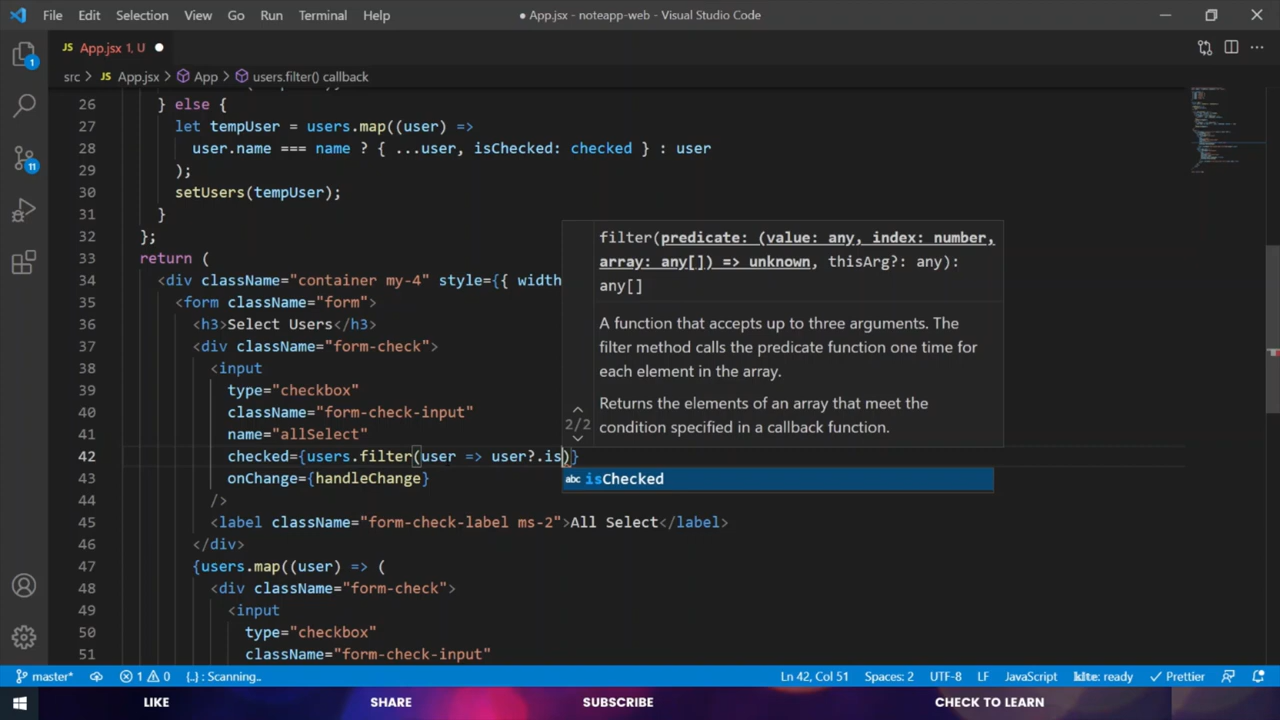 File Edit Selection View Go Run Terminal Help
● App.jsx - noteapp-web - Visual Studio Code
JS App.jsx 1, U ●
src > JS App.jsx > App > users.filter() callback
26 } else {
27 let tempUser = users.map((user) =>
28 user.name === name ? { ...user, isChecked: checked } : user
29 );
30 setUsers(tempUser);
31 }
32 };
33 return (
34 <div className="container my-4" style={{ width
35 <form className="form">
36 <h3>Select Users</h3>
37 <div className="form-check">
38 <input
39 type="checkbox"
40 className="form-check-input"
41 name="allSelect"
42 checked={users.filter(user => user?.is)}
43 onChange={handleChange}
44 />
45 <label className="form-check-label ms-2">All Select</label>
46 </div>
47 {users.map((user) => (
48 <div className="form-check">
49 <input
50 type="checkbox"
51 className="form-check-input"
filter(predicate: (value: any, index: number,
array: any[]) => unknown, thisArg?: any):
any[]
A function that accepts up to three arguments. The
filter method calls the predicate function one time for
each element in the array.
Returns the elements of an array that meet the
condition specified in a callback function.
2/2
abc isChecked
1
11
master* 1 0 {..} : Scanning.. Ln 42, Col 51 Spaces: 2 UTF-8 LF JavaScript kite: ready Prettier
LIKE SHARE SUBSCRIBE CHECK TO LEARN